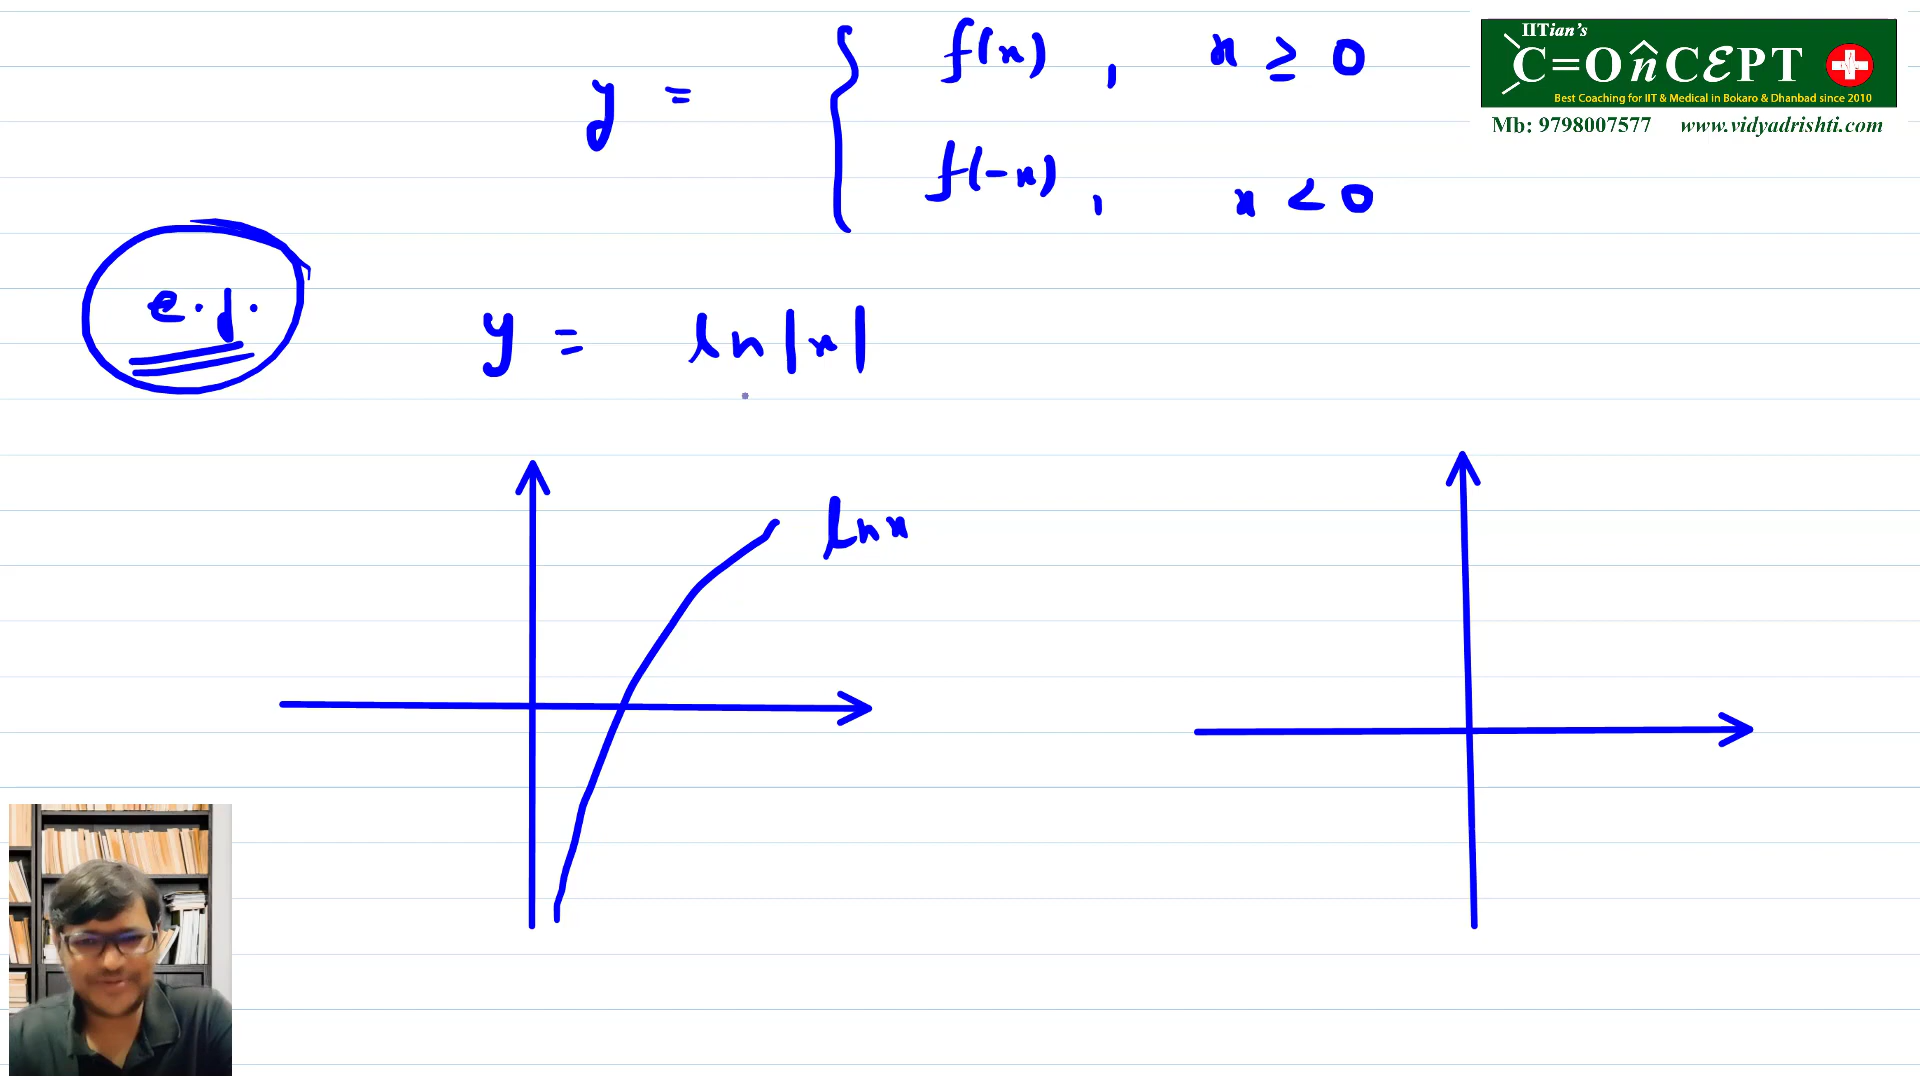 y = { f(x) , x ≥ 0
f(-x) , x < 0
IITian's
C=OnCEPT
Best Coaching for IIT & Medical in Bokaro & Dhanbad since 2010
Mb: 9798007577 www.vidyadrishti.com
e.g.
y = ln|x|
ln x